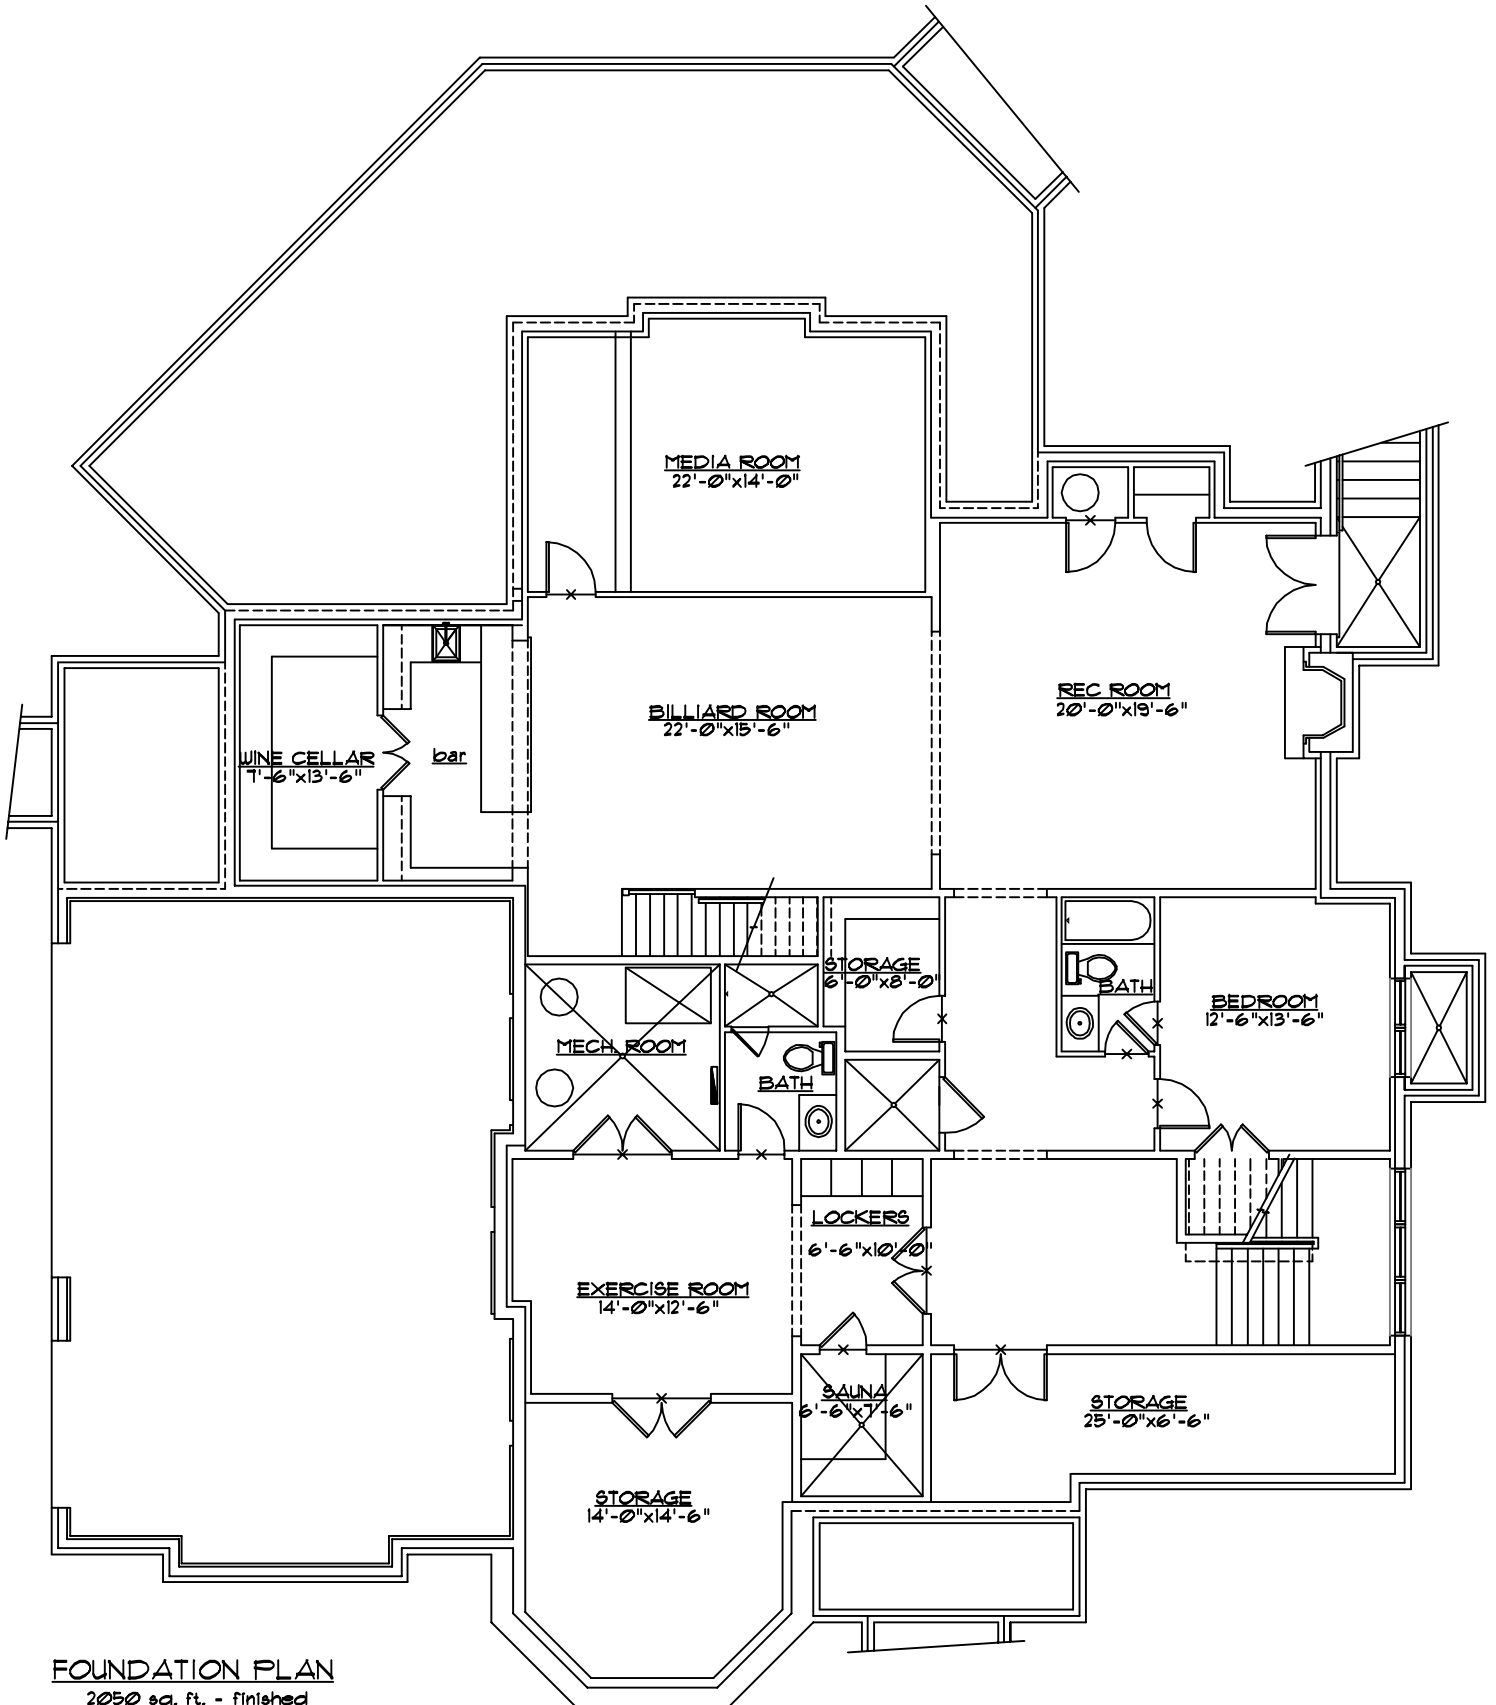 MEDIA ROOM
22'-0"x14'-0"
REC ROOM
20'-0"x19'-6"
BILLIARD ROOM
22'-0"x15'-6"
WINE CELLAR
7'-6"x13'-6"
bar
STORAGE
6'-0"x8'-0"
BATH
BEDROOM
12'-6"x13'-6"
MECH. ROOM
BATH
LOCKERS
6'-6"x10'-0"
EXERCISE ROOM
14'-0"x12'-6"
SAUNA
6'-6"x7'-6"
STORAGE
25'-0"x6'-6"
STORAGE
14'-0"x14'-6"
FOUNDATION PLAN
2050 sq. ft. - finished